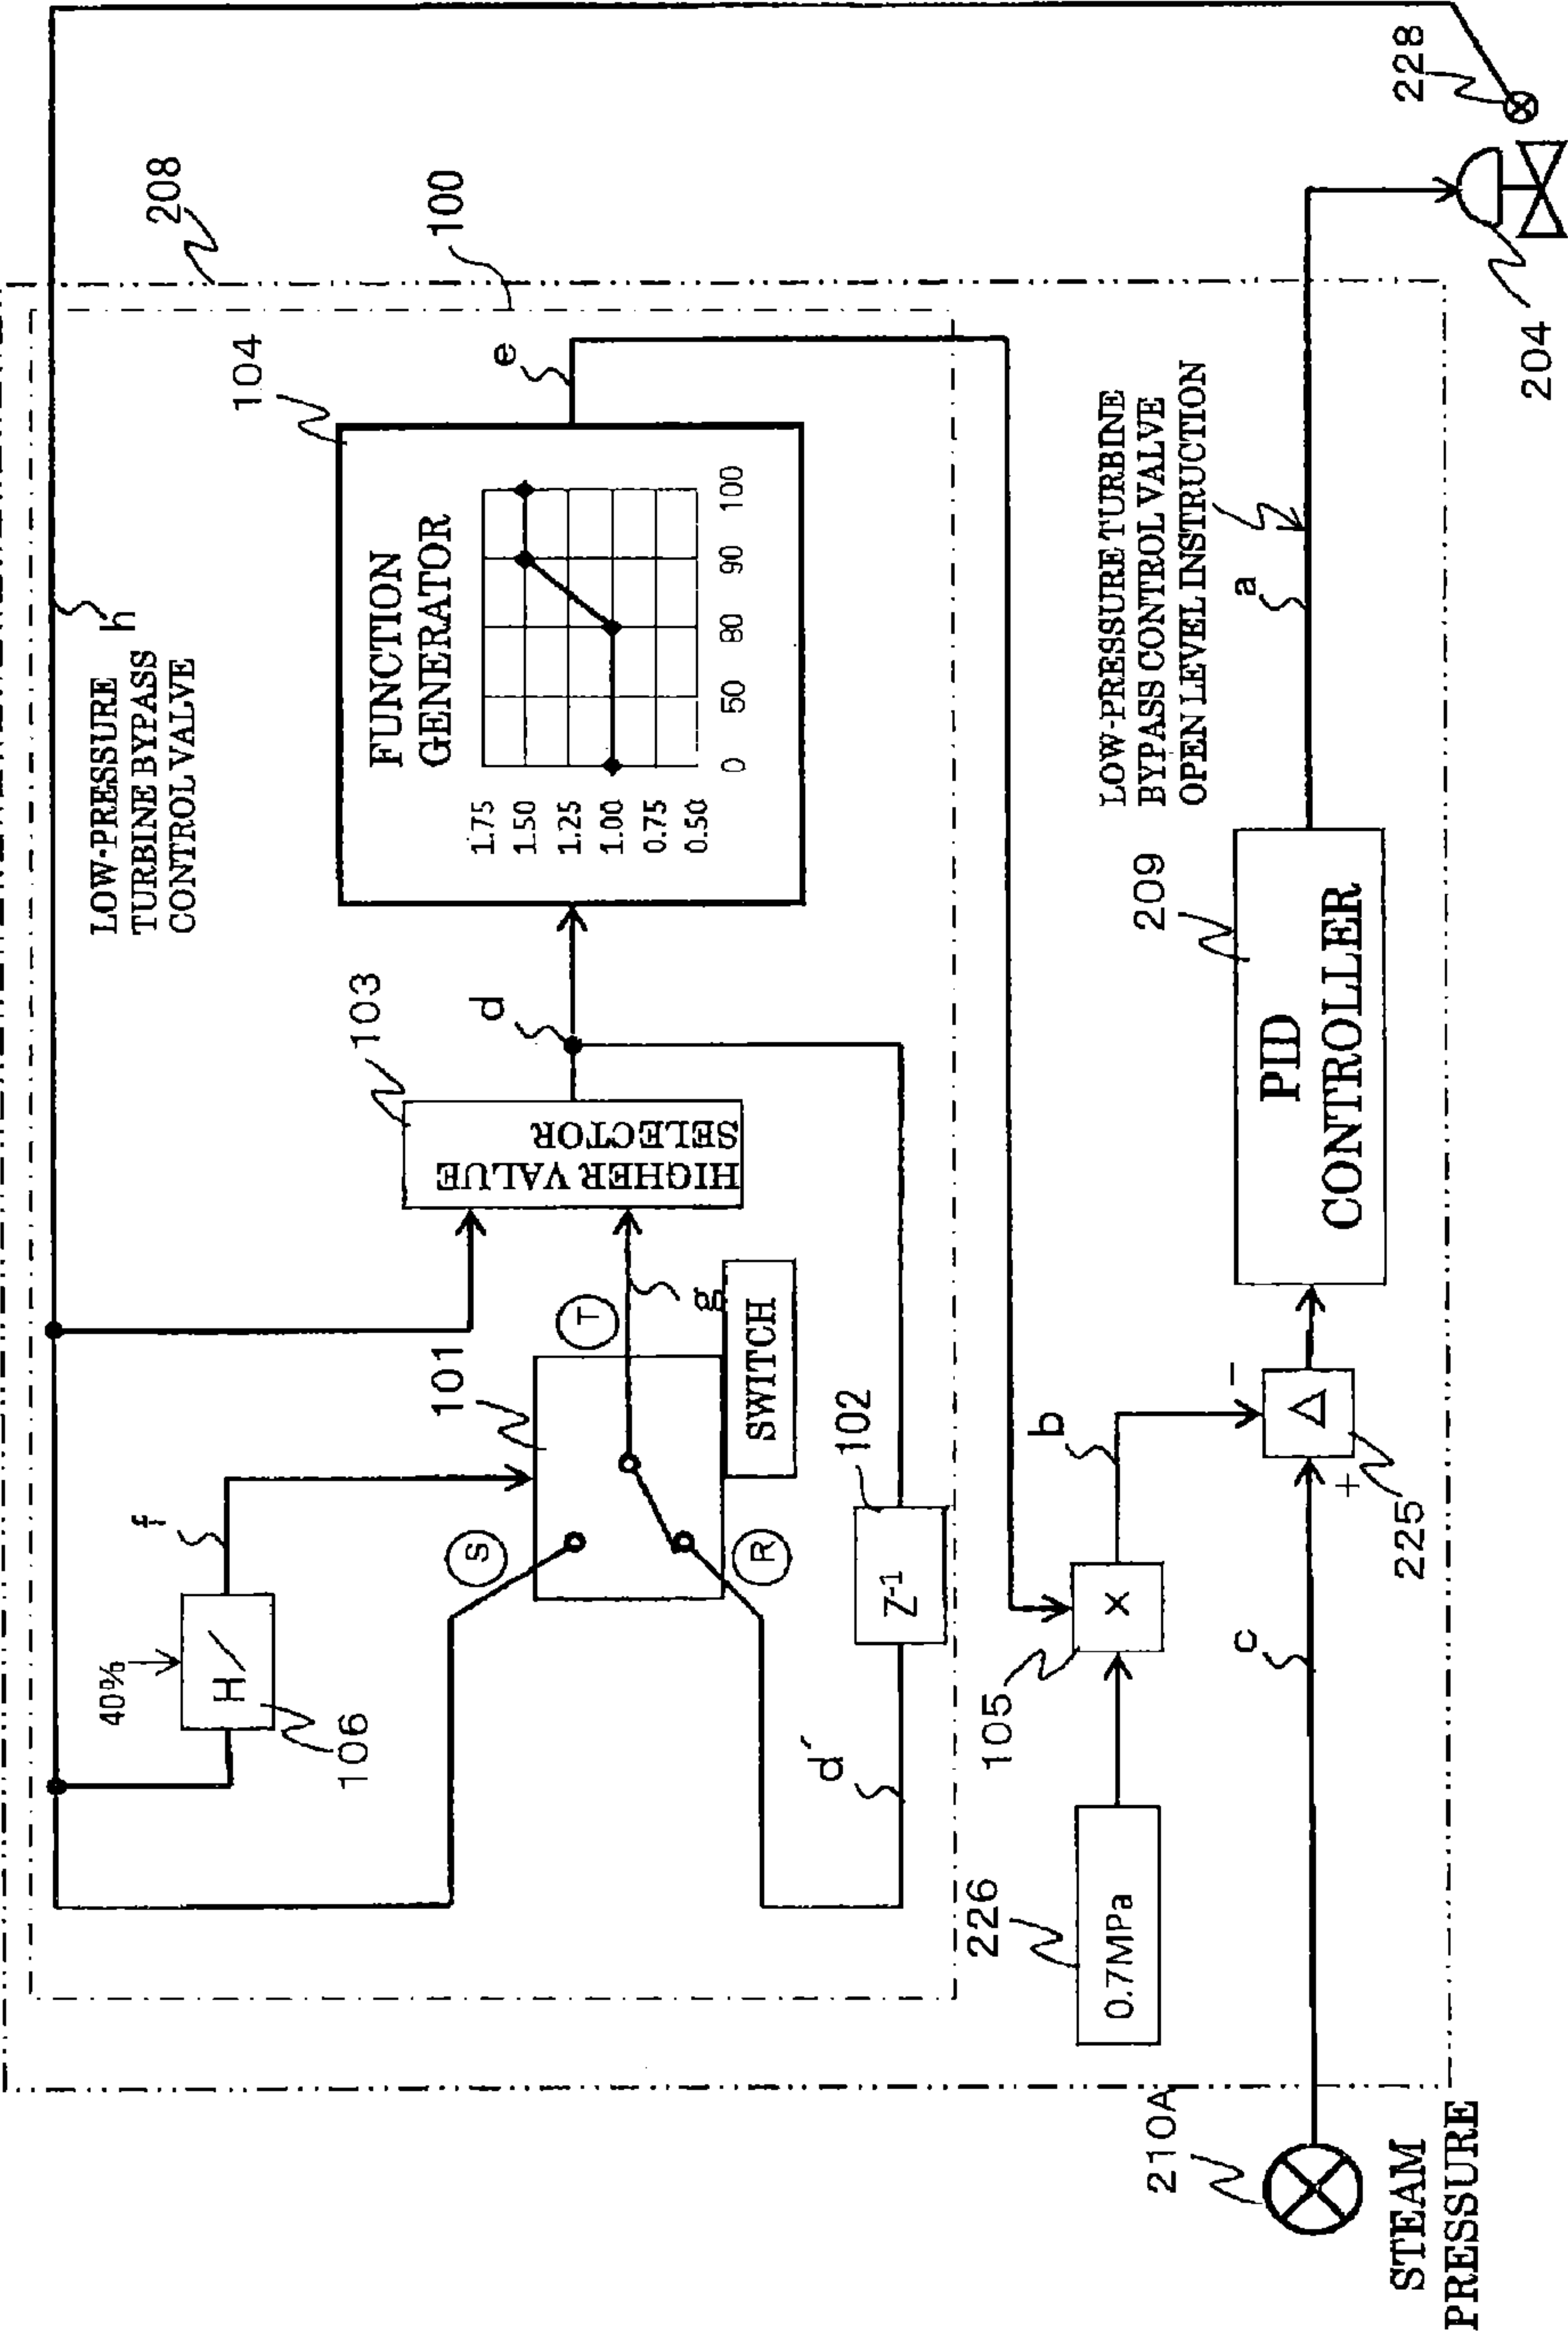 208
100
228
204
h
LOW-PRESSURE
TURBINE BYPASS
CONTROL VALVE
104
e
FUNCTION
GENERATOR
1.75
1.50
1.25
1.00
0.75
0.50
0
50
80
90
100
103
d
HIGHER VALUE
SELECTOR
40%
H/
106
f
101
S
T
R
g
SWITCH
102
Z-1
d′
226
0.7MPa
105
X
b
−
+
Δ
225
c
209
PID
CONTROLLER
a
LOW-PRESSURE TURBINE
BYPASS CONTROL VALVE
OPEN LEVEL INSTRUCTION
210A
STEAM
PRESSURE